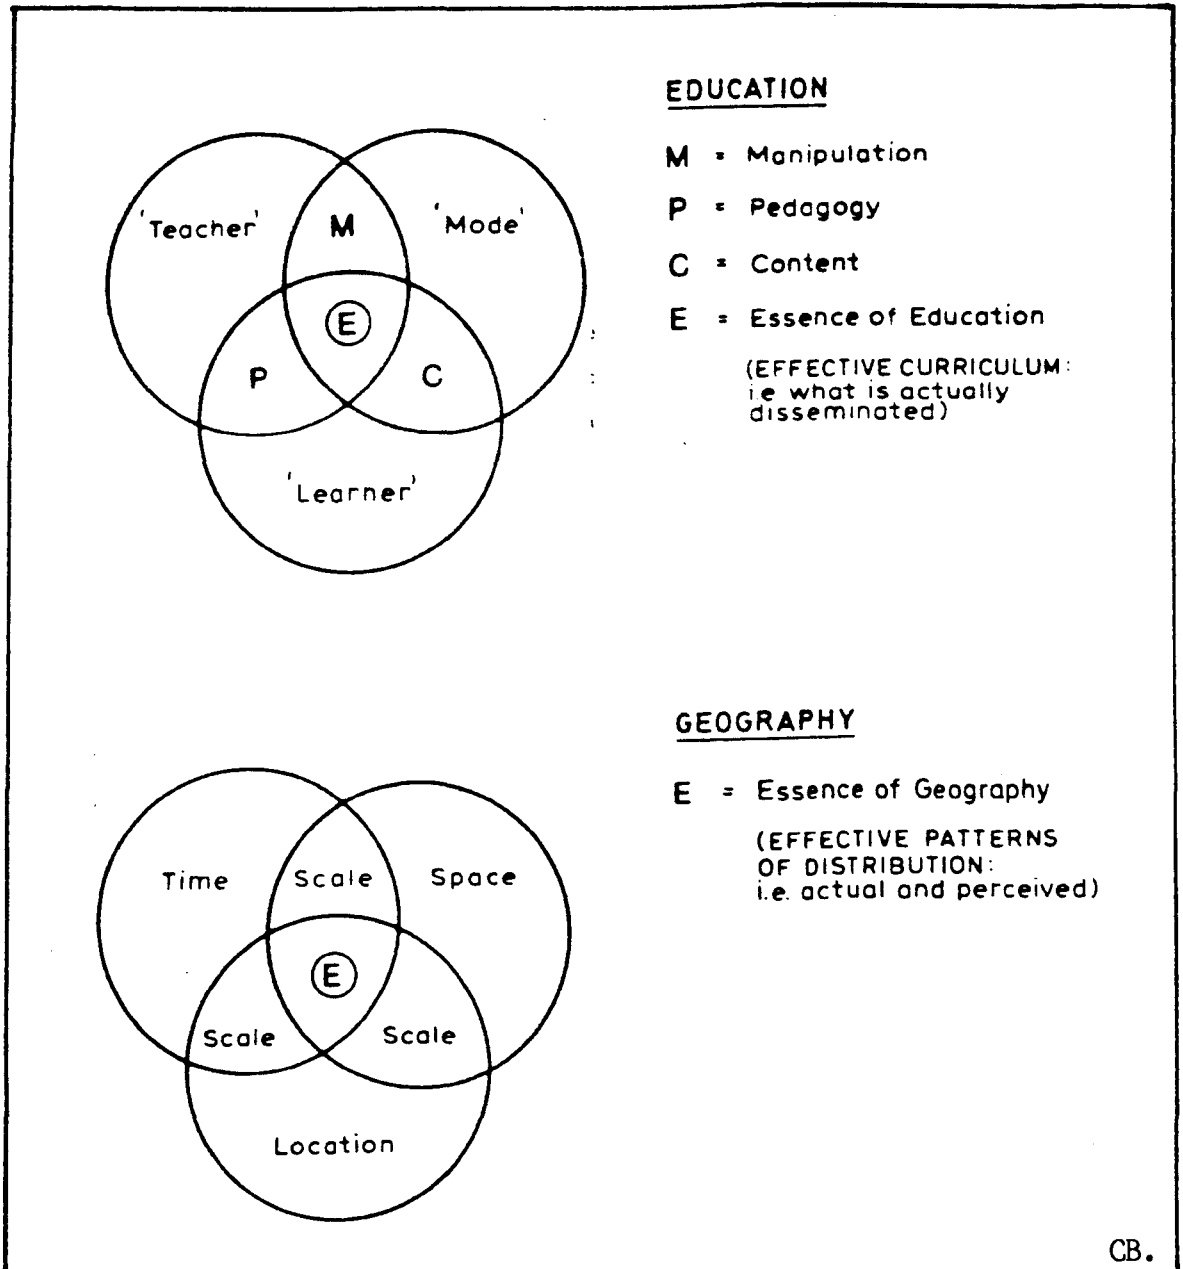 EDUCATION
'Teacher'
M
'Mode'
E
P
C
'Learner'
M = Manipulation
P = Pedagogy
C = Content
E = Essence of Education
(EFFECTIVE CURRICULUM:
i.e what is actually
disseminated)
GEOGRAPHY
Time
Scale
Space
E
Scale
Scale
Location
E = Essence of Geography
(EFFECTIVE PATTERNS
OF DISTRIBUTION:
i.e. actual and perceived)
CB.